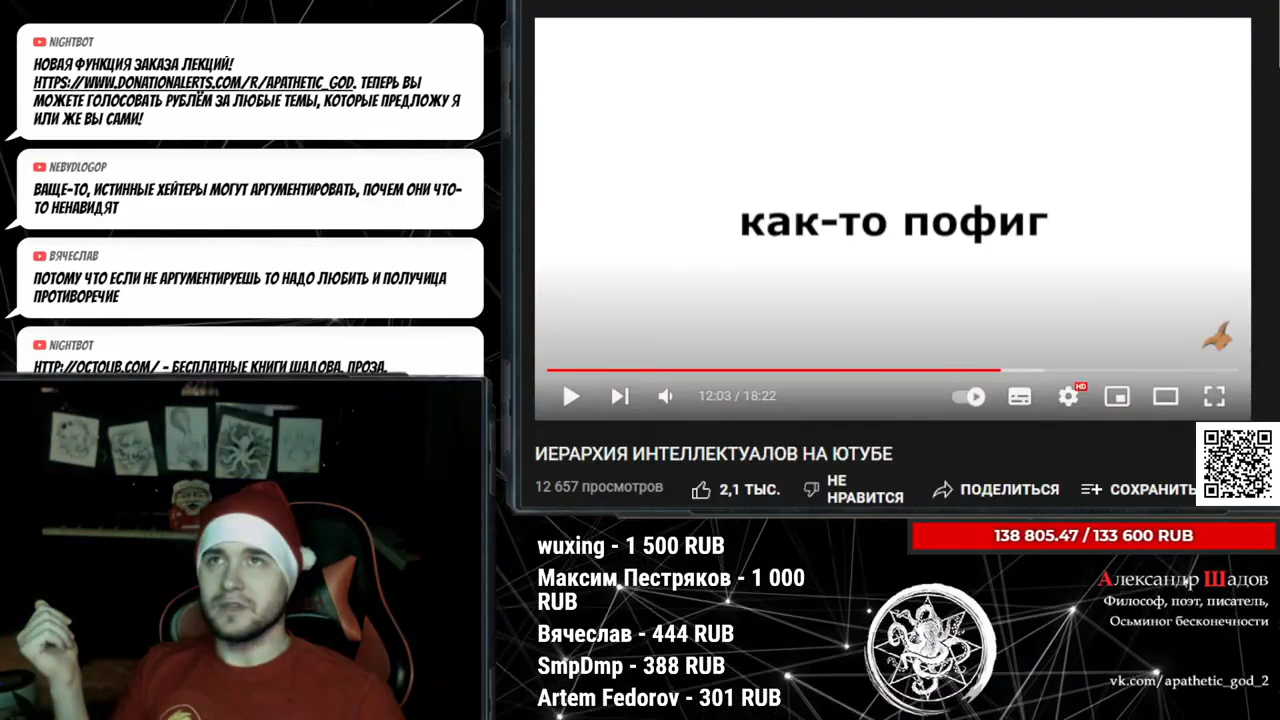 NIGHTBOT
НОВАЯ ФУНКЦИЯ ЗАКАЗА ЛЕКЦИЙ!
HTTPS://WWW.DONATIONALERTS.COM/R/APATHETIC_GOD. ТЕПЕРЬ ВЫ
МОЖЕТЕ ГОЛОСОВАТЬ РУБЛЁМ ЗА ЛЮБЫЕ ТЕМЫ, КОТОРЫЕ ПРЕДЛОЖУ Я
ИЛИ ЖЕ ВЫ САМИ!
NEBYDLOGOP
ВАЩЕ-ТО, ИСТИННЫЕ ХЕЙТЕРЫ МОГУТ АРГУМЕНТИРОВАТЬ, ПОЧЕМ ОНИ ЧТО-
ТО НЕНАВИДЯТ
ВЯЧЕСЛАВ
ПОТОМУ ЧТО ЕСЛИ НЕ АРГУМЕНТИРУЕШЬ ТО НАДО ЛЮБИТЬ И ПОЛУЧИЦА
ПРОТИВОРЕЧИЕ
NIGHTBOT
HTTP://OCTOLIB.COM/ - БЕСПЛАТНЫЕ КНИГИ ШАДОВА. ПРОЗА,
как-то пофиг
12:03 / 18:22
HD
ИЕРАРХИЯ ИНТЕЛЛЕКТУАЛОВ НА ЮТУБЕ
12 657 просмотров
2,1 ТЫС.
НЕ
НРАВИТСЯ
ПОДЕЛИТЬСЯ
СОХРАНИТЬ
138 805.47 / 133 600 RUB
wuxing - 1 500 RUB
Максим Пестряков - 1 000
RUB
Вячеслав - 444 RUB
SmpDmp - 388 RUB
Artem Fedorov - 301 RUB
Александр Шадов
Философ, поэт, писатель,
Осьминог бесконечности
vk.com/apathetic_god_2